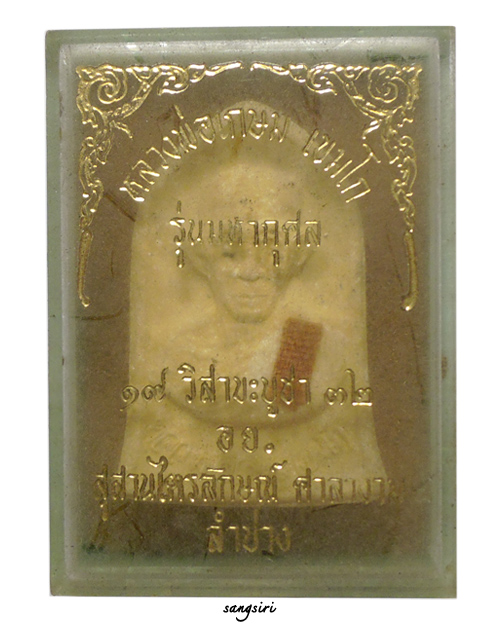 หลวงพ่อเกษม เขมโก
รุ่นมหากุศล
๑๗ วิสาขะบูชา ๓๒
อย.
สุสานไตรลักษณ์
ลำปาง
sangsiri